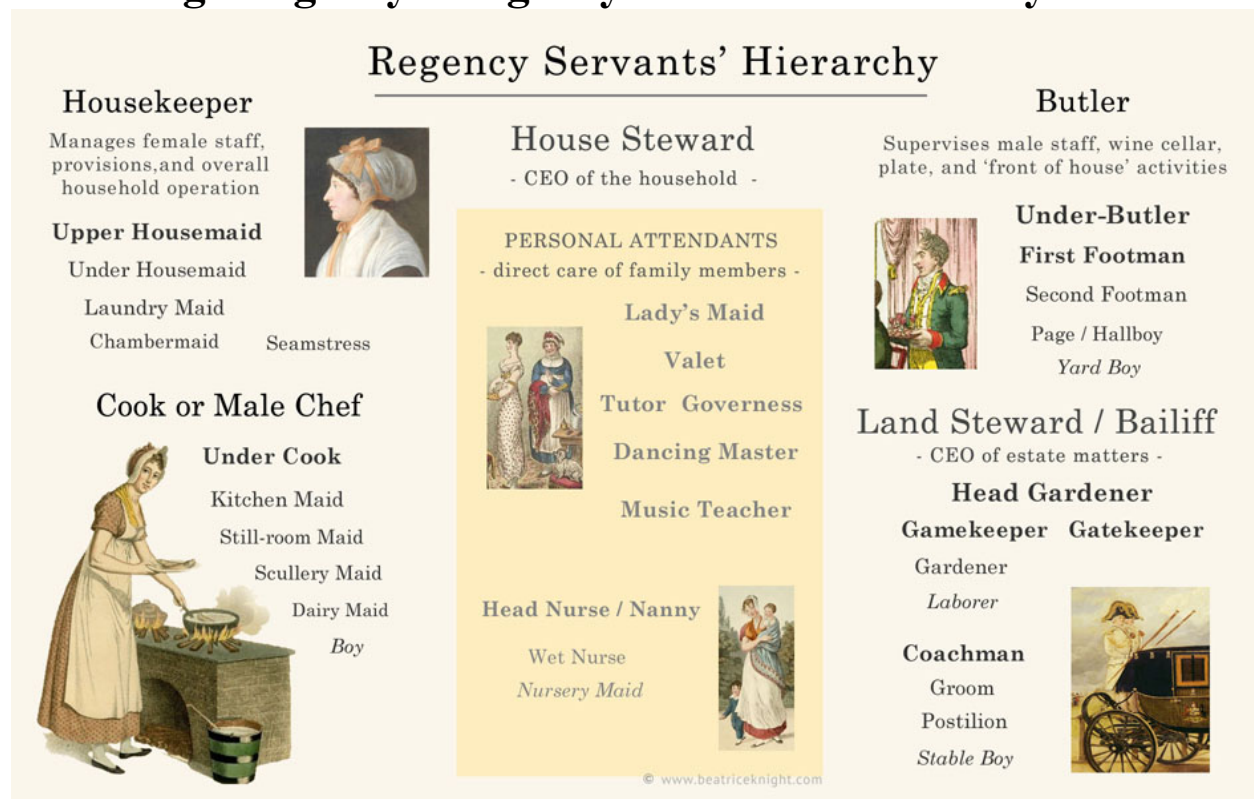 Regency Servants’ Hierarchy
Housekeeper
Manages female staff,
provisions,and overall
household operation
Upper Housemaid
Under Housemaid
Laundry Maid
Chambermaid
Seamstress
Cook or Male Chef
Under Cook
Kitchen Maid
Still-room Maid
Scullery Maid
Dairy Maid
Boy
House Steward
- CEO of the household -
PERSONAL ATTENDANTS
- direct care of family members -
Lady’s Maid
Valet
Tutor Governess
Dancing Master
Music Teacher
Head Nurse / Nanny
Wet Nurse
Nursery Maid
© www.beatriceknight.com
Butler
Supervises male staff, wine cellar,
plate, and ‘front of house’ activities
Under-Butler
First Footman
Second Footman
Page / Hallboy
Yard Boy
Land Steward / Bailiff
- CEO of estate matters -
Head Gardener
Gamekeeper Gatekeeper
Gardener
Laborer
Coachman
Groom
Postilion
Stable Boy